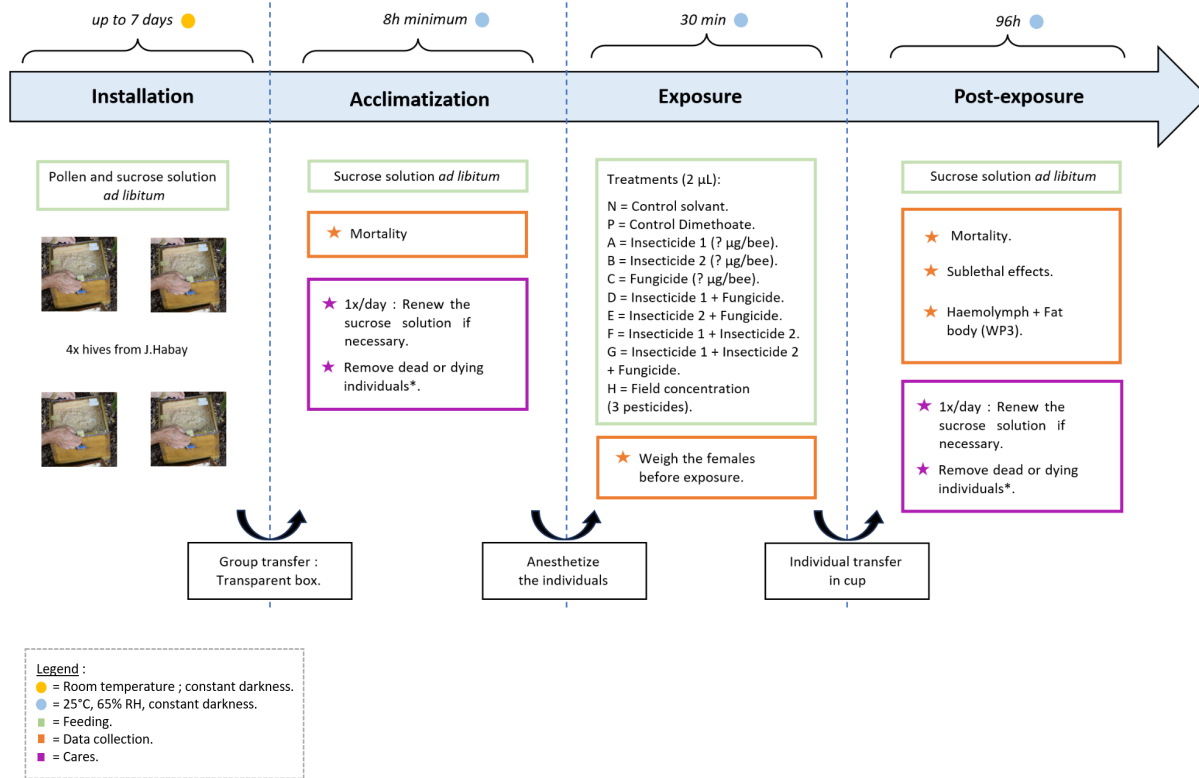 up to 7 days
8h minimum
30 min
96h
Installation
Acclimatization
Exposure
Post-exposure
Pollen and sucrose solution
ad libitum
4x hives from J.Habay
Sucrose solution ad libitum
Mortality
1x/day : Renew the
sucrose solution if
necessary.
Remove dead or dying
individuals*.
Treatments (2 µL):
N = Control solvant.
P = Control Dimethoate.
A = Insecticide 1 (? µg/bee).
B = Insecticide 2 (? µg/bee).
C = Fungicide (? µg/bee).
D = Insecticide 1 + Fungicide.
E = Insecticide 2 + Fungicide.
F = Insecticide 1 + Insecticide 2.
G = Insecticide 1 + Insecticide 2
+ Fungicide.
H = Field concentration
(3 pesticides).
Weigh the females
before exposure.
Sucrose solution ad libitum
Mortality.
Sublethal effects.
Haemolymph + Fat
body (WP3).
1x/day : Renew the
sucrose solution if
necessary.
Remove dead or dying
individuals*.
Group transfer :
Transparent box.
Anesthetize
the individuals
Individual transfer
in cup
Legend :
= Room temperature ; constant darkness.
= 25°C, 65% RH, constant darkness.
= Feeding.
= Data collection.
= Cares.